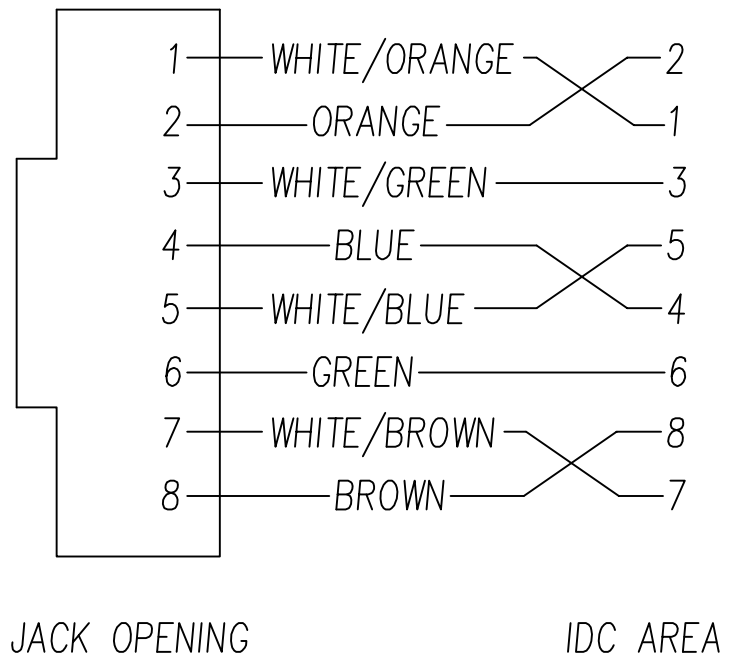 1 WHITE/ORANGE 2
2 ORANGE 1
3 WHITE/GREEN 3
4 BLUE 5
5 WHITE/BLUE 4
6 GREEN 6
7 WHITE/BROWN 8
8 BROWN 7
JACK OPENING IDC AREA